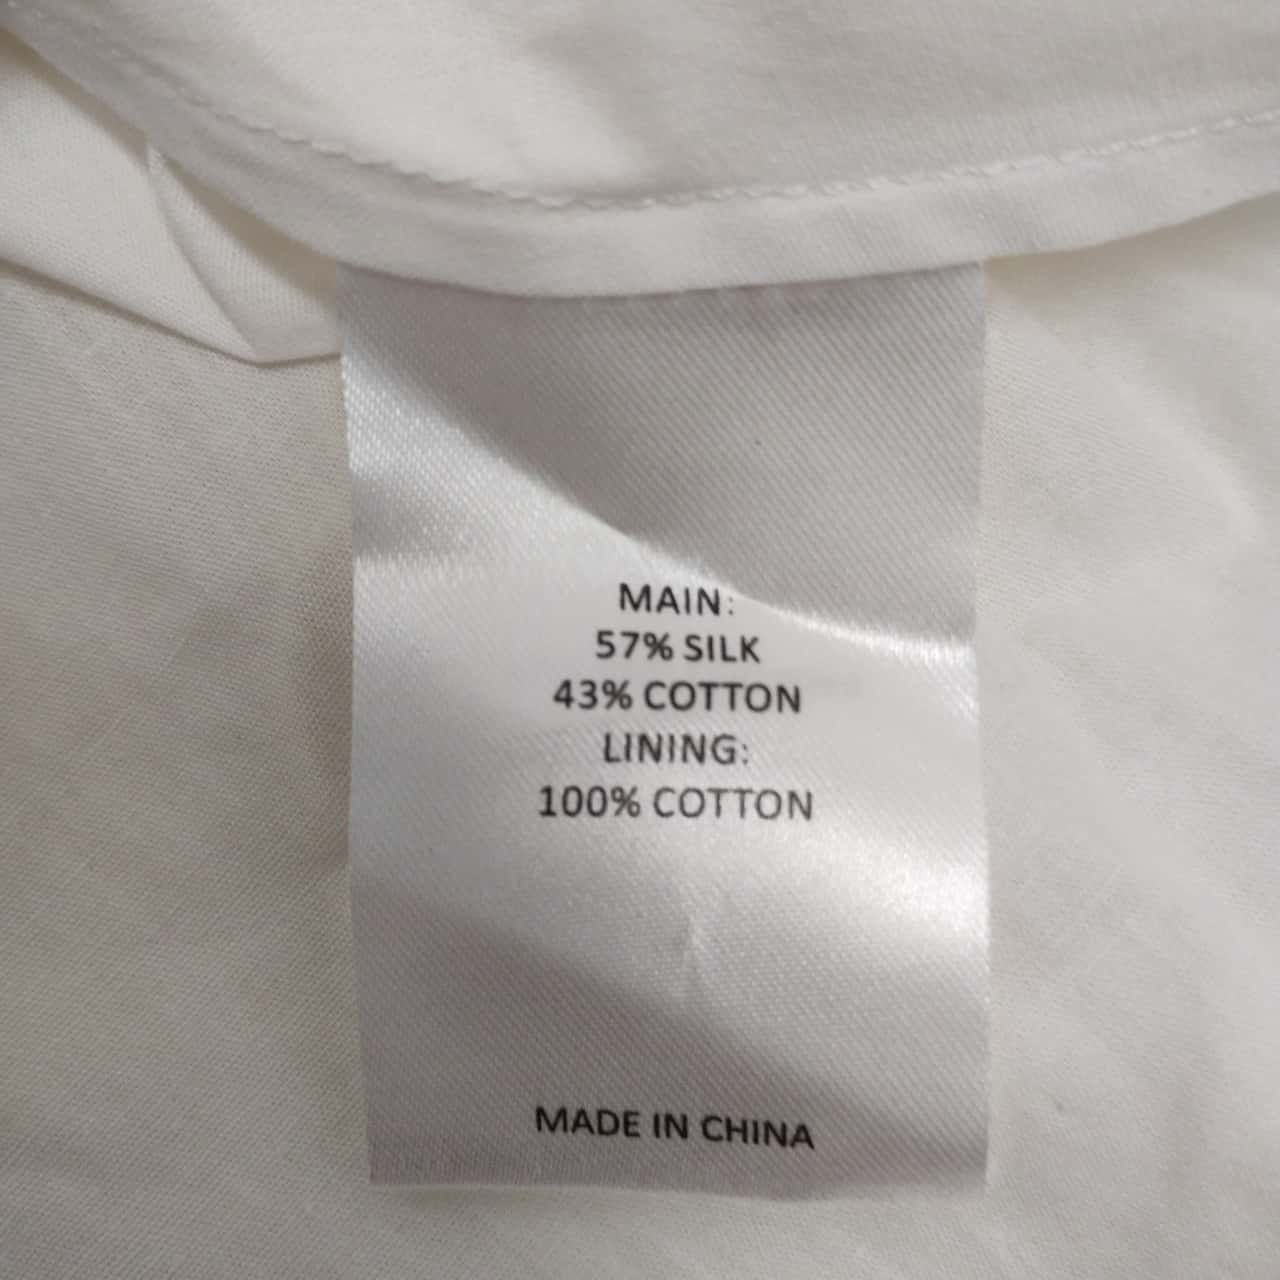 MAIN:
57% SILK
43% COTTON
LINING:
100% COTTON
MADE IN CHINA